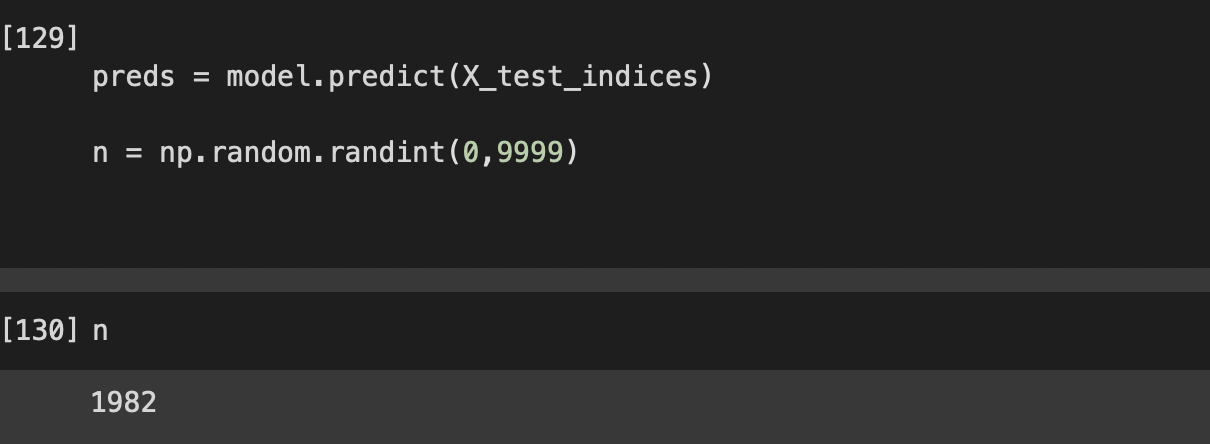 [129]
preds = model.predict(X_test_indices)
n = np.random.randint(0,9999)
[130] n
1982